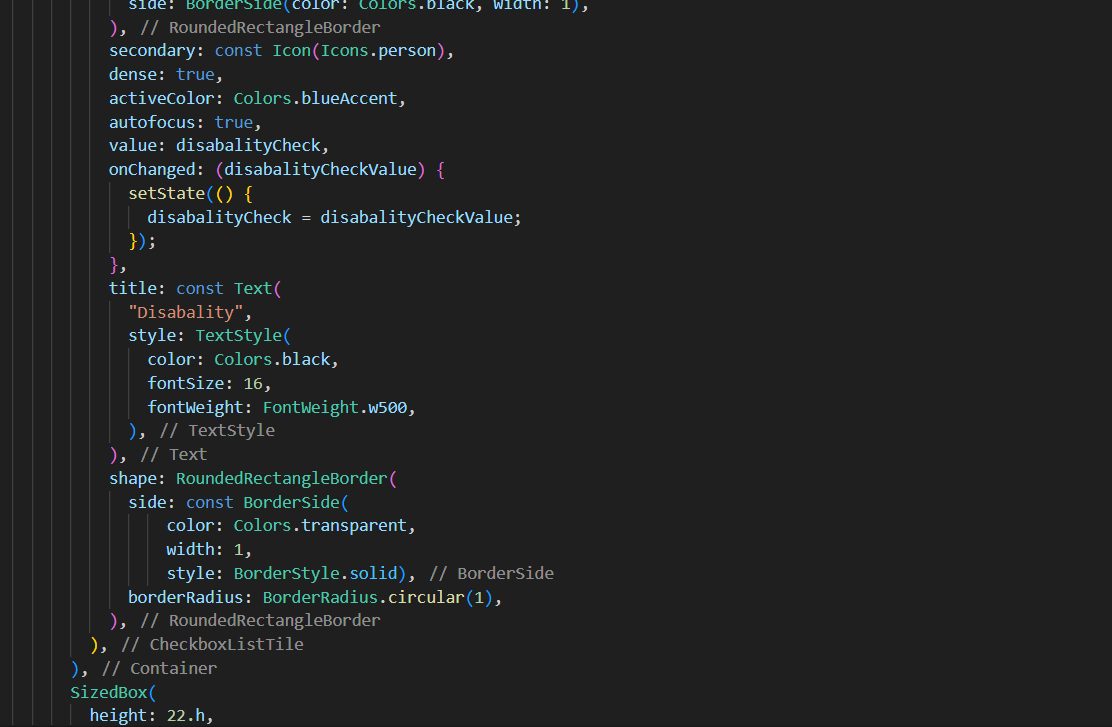 side: BorderSide(color: Colors.black, width: 1),
), // RoundedRectangleBorder
secondary: const Icon(Icons.person),
dense: true,
activeColor: Colors.blueAccent,
autofocus: true,
value: disabalityCheck,
onChanged: (disabalityCheckValue) {
setState(() {
disabalityCheck = disabalityCheckValue;
});
},
title: const Text(
"Disabality",
style: TextStyle(
color: Colors.black,
fontSize: 16,
fontWeight: FontWeight.w500,
), // TextStyle
), // Text
shape: RoundedRectangleBorder(
side: const BorderSide(
color: Colors.transparent,
width: 1,
style: BorderStyle.solid), // BorderSide
borderRadius: BorderRadius.circular(1),
), // RoundedRectangleBorder
), // CheckboxListTile
), // Container
SizedBox(
height: 22.h,